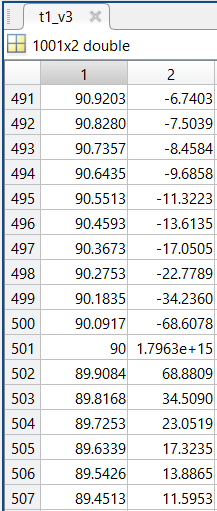 t1_v3
1001x2 double
1 2
491 90.9203 -6.7403
492 90.8280 -7.5039
493 90.7357 -8.4584
494 90.6435 -9.6858
495 90.5513 -11.3223
496 90.4593 -13.6135
497 90.3673 -17.0505
498 90.2753 -22.7789
499 90.1835 -34.2360
500 90.0917 -68.6078
501 90 1.7963e+15
502 89.9084 68.8809
503 89.8168 34.5090
504 89.7253 23.0519
505 89.6339 17.3235
506 89.5426 13.8865
507 89.4513 11.5953